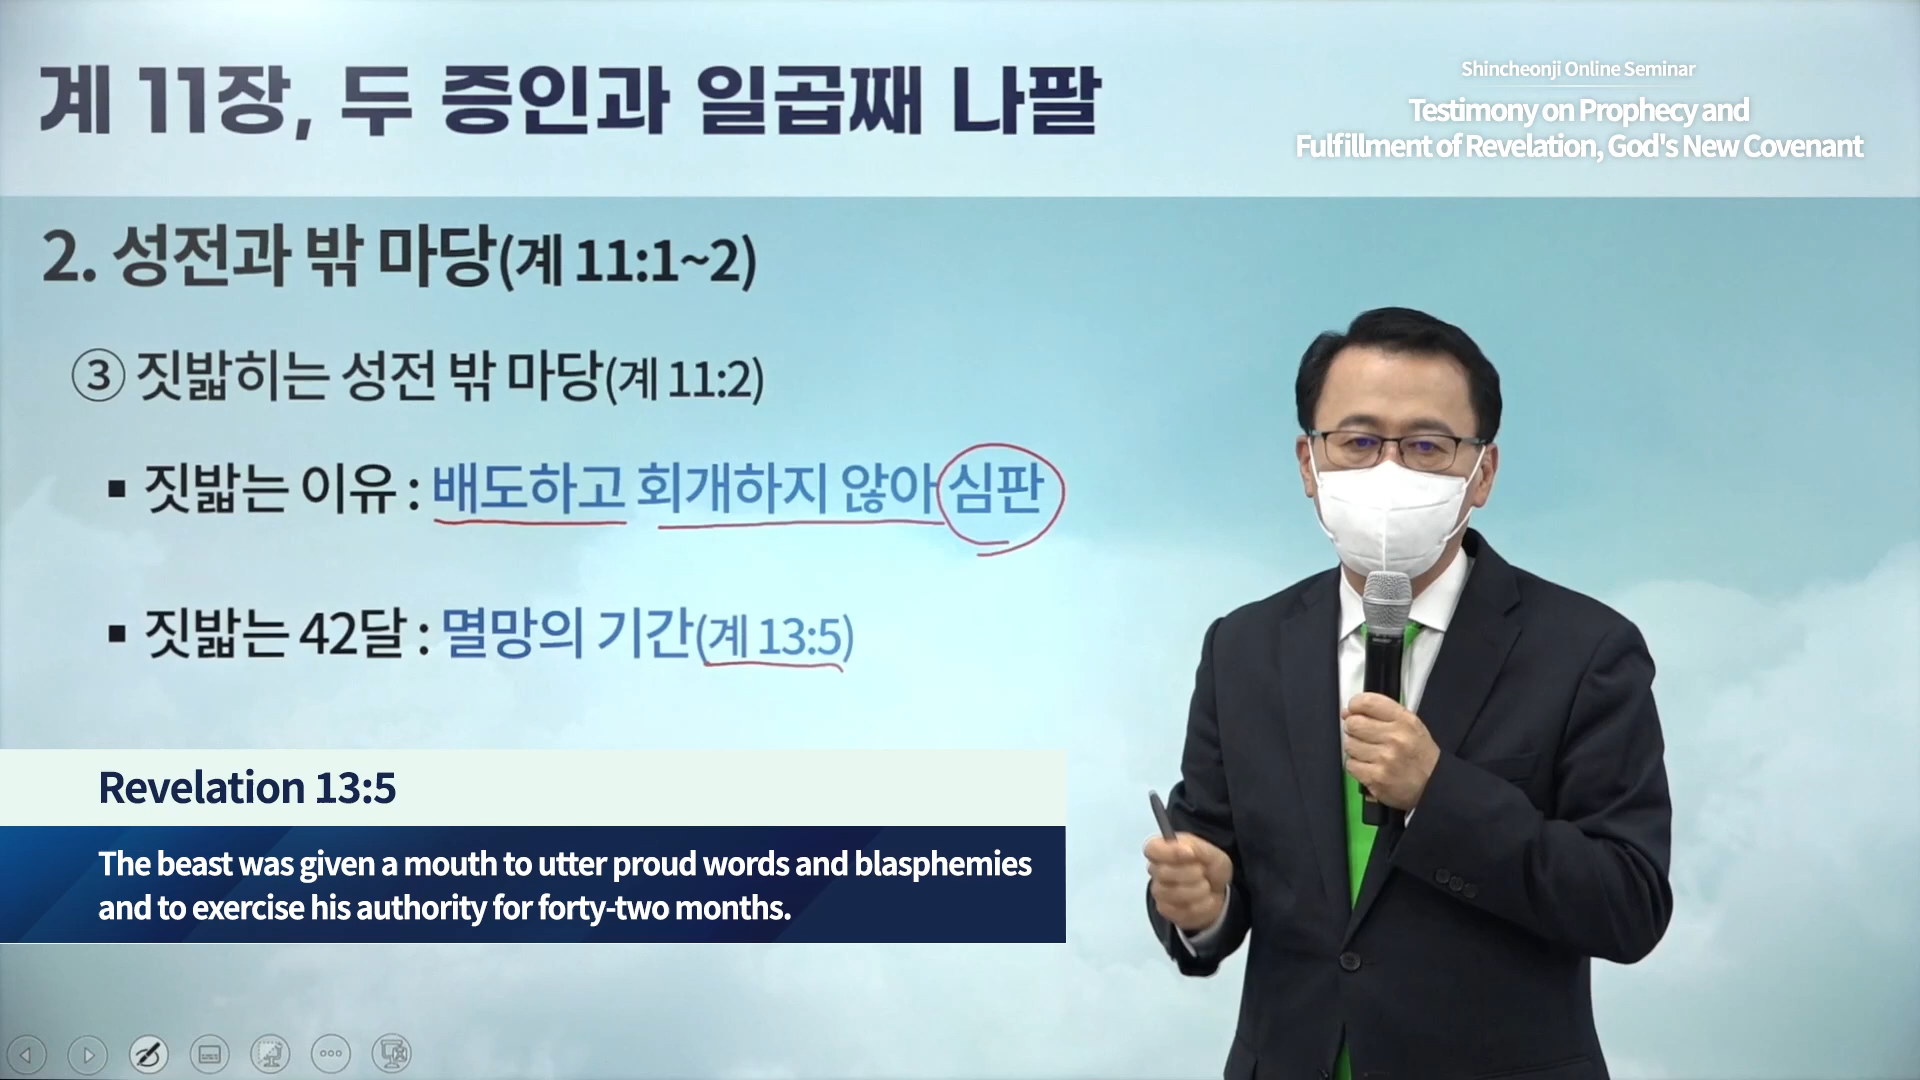 계 11장, 두 증인과 일곱째 나팔
Shincheonji Online Seminar
Testimony on Prophecy and
Fulfillment of Revelation, God's New Covenant
2. 성전과 밖 마당(계 11:1~2)
③ 짓밟히는 성전 밖 마당(계 11:2)
▪ 짓밟는 이유 : 배도하고 회개하지 않아 심판
▪ 짓밟는 42달 : 멸망의 기간(계 13:5)
Revelation 13:5
The beast was given a mouth to utter proud words and blasphemies
and to exercise his authority for forty-two months.